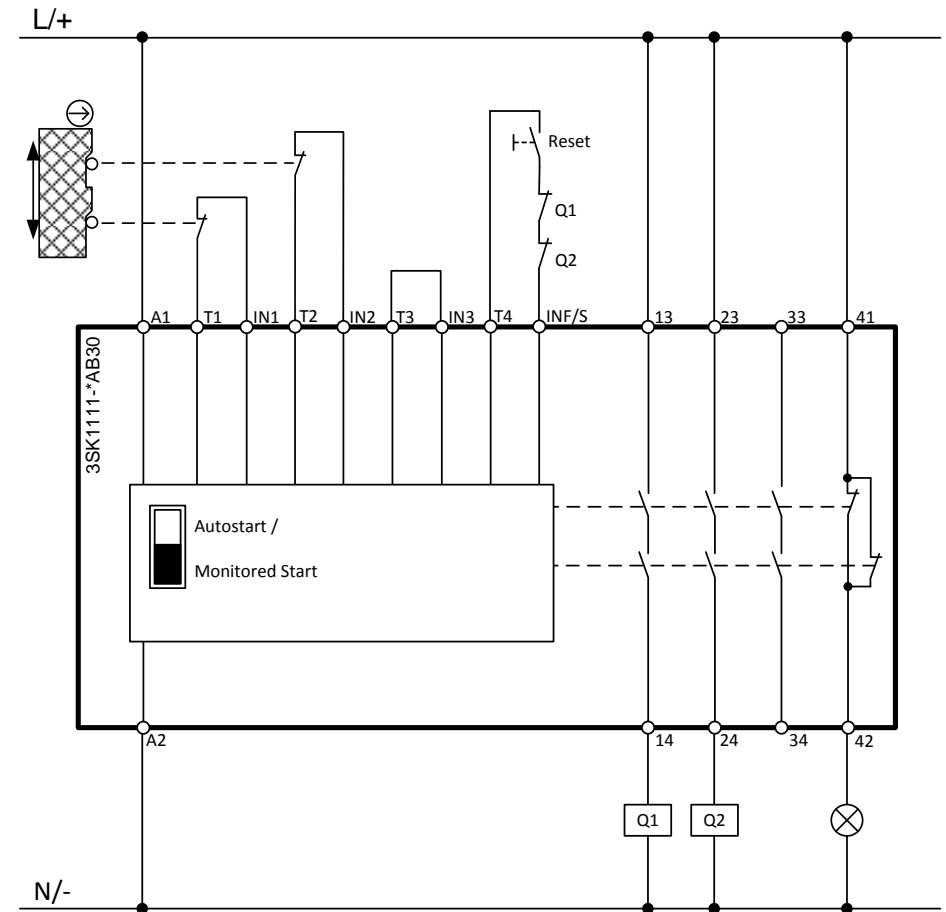 L/+
Reset
Q1
Q2
A1 T1 IN1 T2 IN2 T3 IN3 T4 INF/S 13 23 33 41
3SK1111-*AB30
Autostart /
Monitored Start
A2 14 24 34 42
Q1 Q2
N/-